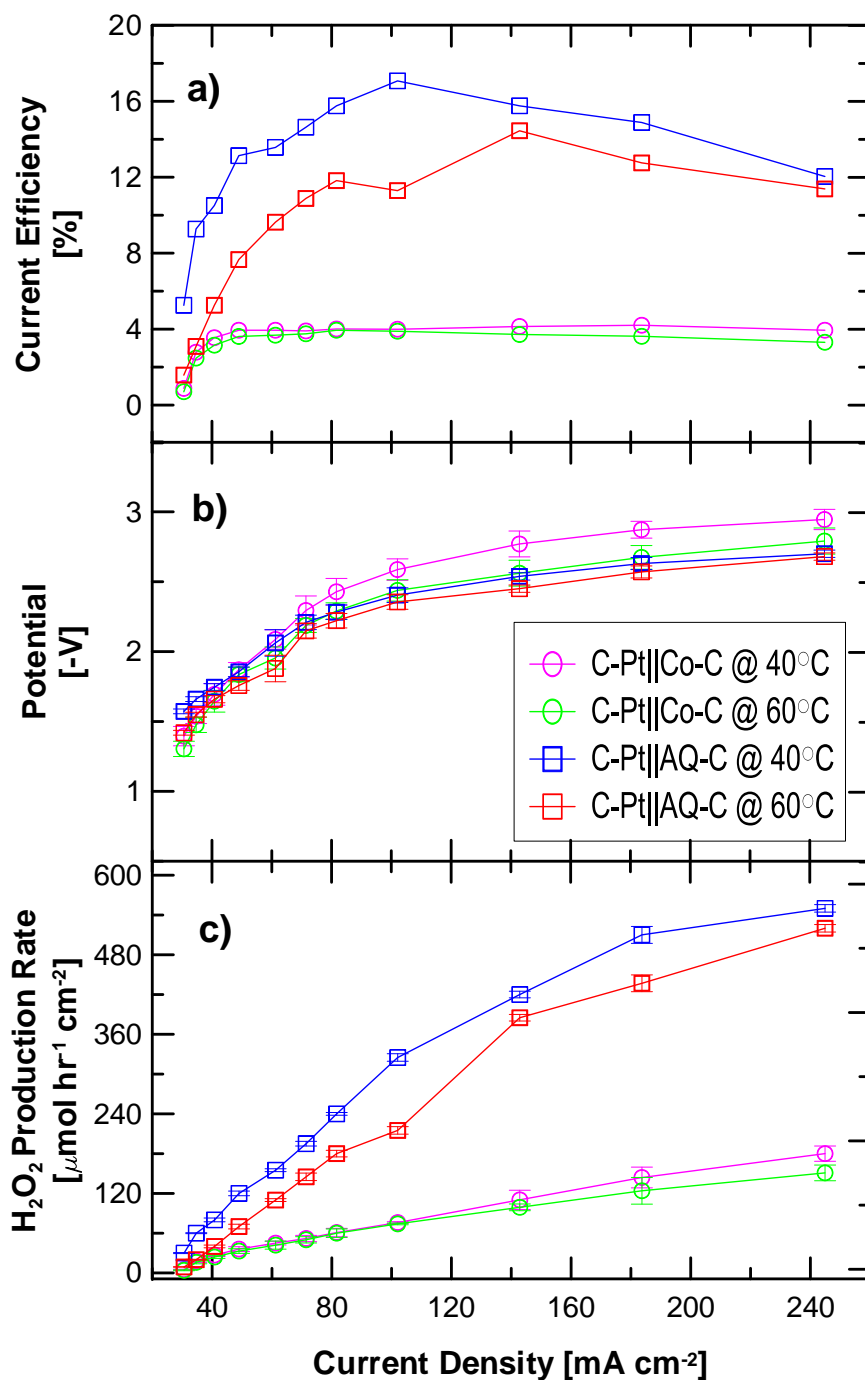 20
a)
16
12
8
4
0
Current Efficiency
[%]
b)
3
2
1
Potential
[-V]
C-Pt||Co-C @ 40°C
C-Pt||Co-C @ 60°C
C-Pt||AQ-C @ 40°C
C-Pt||AQ-C @ 60°C
600
c)
480
360
240
120
0
H₂O₂ Production Rate
[μmol hr⁻¹ cm⁻²]
40 80 120 160 200 240
Current Density [mA cm⁻²]